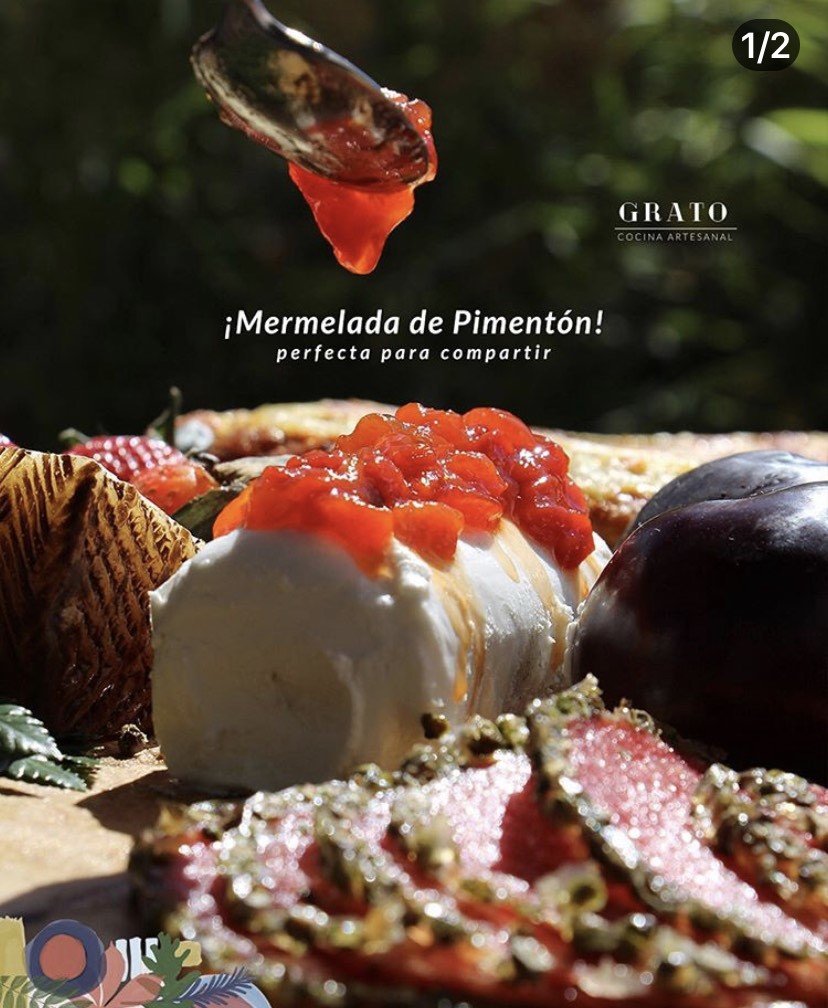 1/2
GRATO
COCINA ARTESANAL
¡Mermelada de Pimentón!
perfecta para compartir